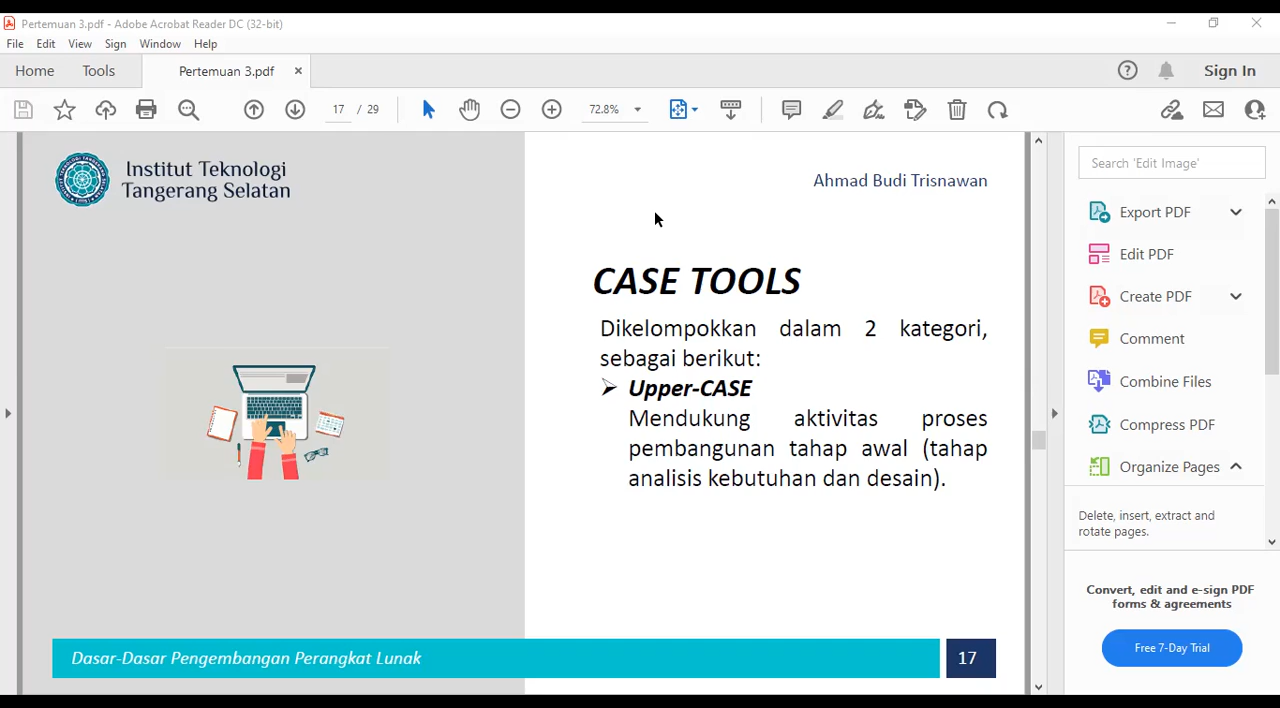 Pertemuan 3.pdf - Adobe Acrobat Reader DC (32-bit)
File Edit View Sign Window Help
Home Tools Pertemuan 3.pdf × Sign In
17 / 29 72.8%
Institut Teknologi
Tangerang Selatan
Ahmad Budi Trisnawan
CASE TOOLS
Dikelompokkan dalam 2 kategori,
sebagai berikut:
➢ Upper-CASE
Mendukung aktivitas proses
pembangunan tahap awal (tahap
analisis kebutuhan dan desain).
Dasar-Dasar Pengembangan Perangkat Lunak
17
Search 'Edit Image'
Export PDF
Edit PDF
Create PDF
Comment
Combine Files
Compress PDF
Organize Pages
Delete, insert, extract and
rotate pages.
Convert, edit and e-sign PDF
forms & agreements
Free 7-Day Trial